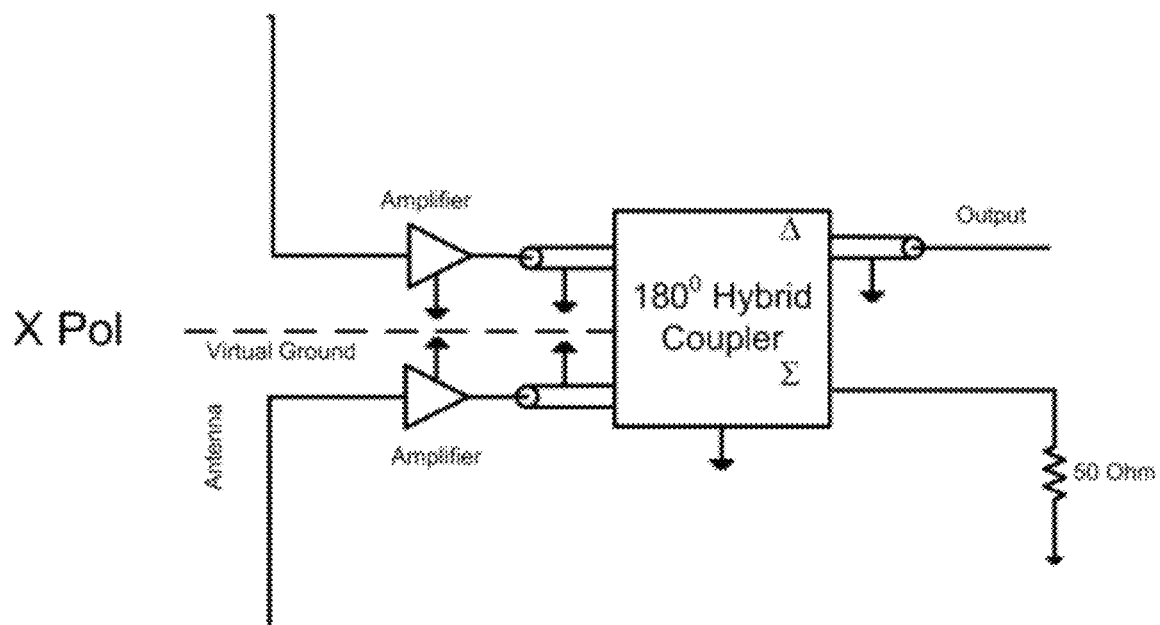 Amplifier
Output
Δ
180⁰ Hybrid
Coupler
X Pol
Virtual Ground
Σ
Antenna
Amplifier
50 Ohm